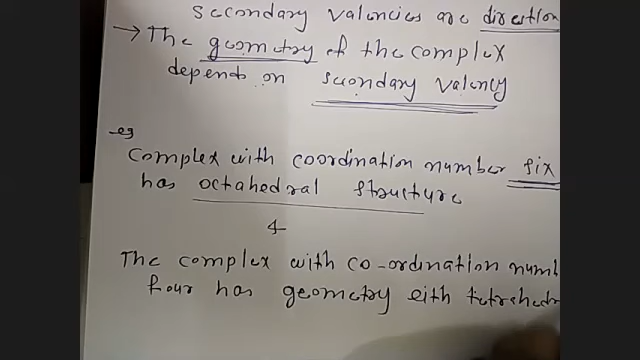 secondary valencies are direction
→ The geometry of the complex
depends on secondary valency
eg
Complex with coordination number six
has octahedral structure
4
The complex with co-ordination numb
four has geometry eith tetrahedr